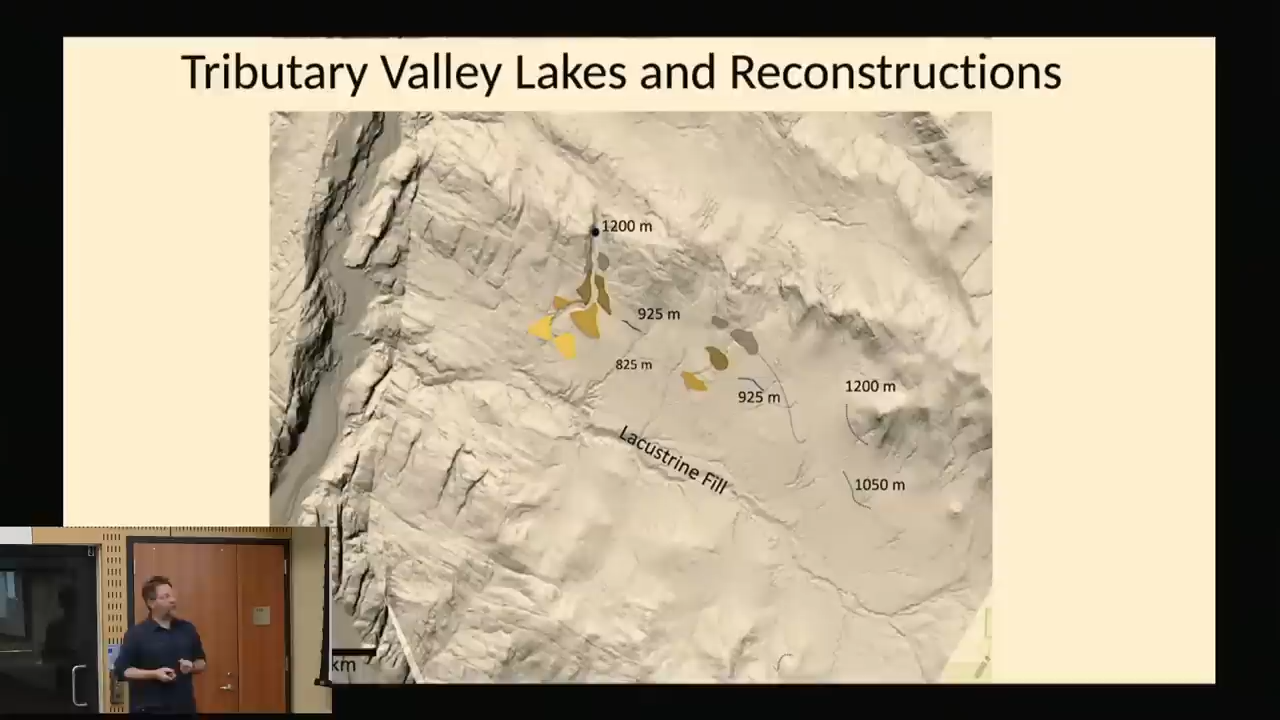 Tributary Valley Lakes and Reconstructions
1200 m
925 m
825 m
925 m
1200 m
1050 m
Lacustrine Fill
km